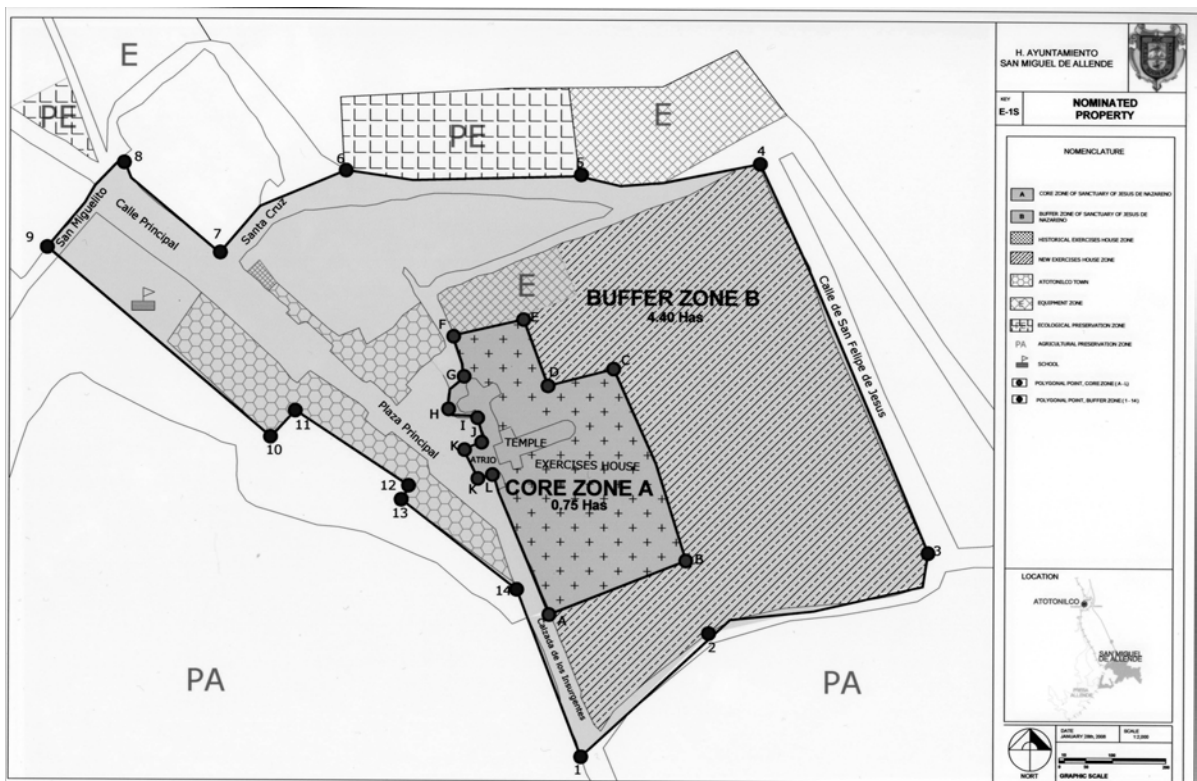 E
PE
PE
E
8
6
5
4
9
7
San Miguelito
Calle Principal
Santa Cruz
E
BUFFER ZONE B
4.40 Has
Calle de San Felipe de Jesus
F
E
G
D
C
H
I
J
K
TEMPLE
ATRIO
EXERCISES HOUSE
K
L
CORE ZONE A
0,75 Has
Plaza Principal
11
10
12
13
14
B
A
3
2
1
Calzada de los Insurgentes
PA
PA
H. AYUNTAMIENTO
SAN MIGUEL DE ALLENDE
KEY
E-1S
NOMINATED
PROPERTY
NOMENCLATURE
A CORE ZONE OF SANCTUARY OF JESUS DE NAZARENO
B BUFFER ZONE OF SANCTUARY OF JESUS DE
NAZARENO
HISTORICAL EXERCISES HOUSE ZONE
NEW EXERCISES HOUSE ZONE
ATOTONILCO TOWN
E EQUIPMENT ZONE
PE ECOLOGICAL PRESERVATION ZONE
PA AGRICULTURAL PRESERVATION ZONE
SCHOOL
POLYGONAL POINT, CORE ZONE (A - L)
POLYGONAL POINT, BUFFER ZONE (1 - 14)
LOCATION
ATOTONILCO
SAN MIGUEL
DE ALLENDE
PRESA
ALLENDE
NORT
DATE
SCALE
GRAPHIC SCALE